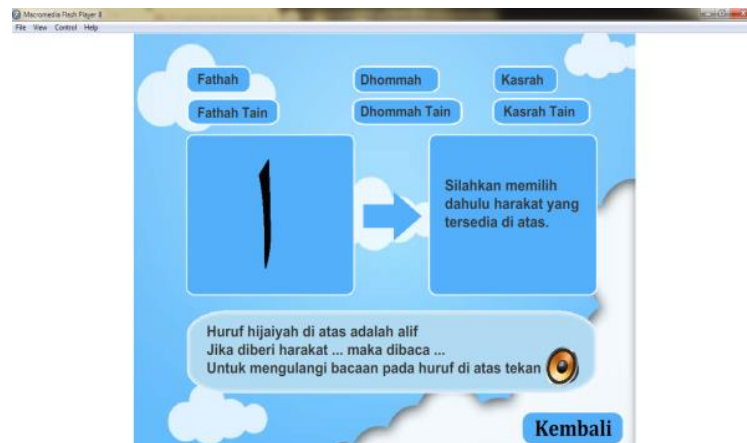 Macromedia Flash Player 8
File View Control Help
Fathah Dhommah Kasrah
Fathah Tain Dhommah Tain Kasrah Tain
ا
Silahkan memilih
dahulu harakat yang
tersedia di atas.
Huruf hijaiyah di atas adalah alif
Jika diberi harakat ... maka dibaca ...
Untuk mengulangi bacaan pada huruf di atas tekan
Kembali